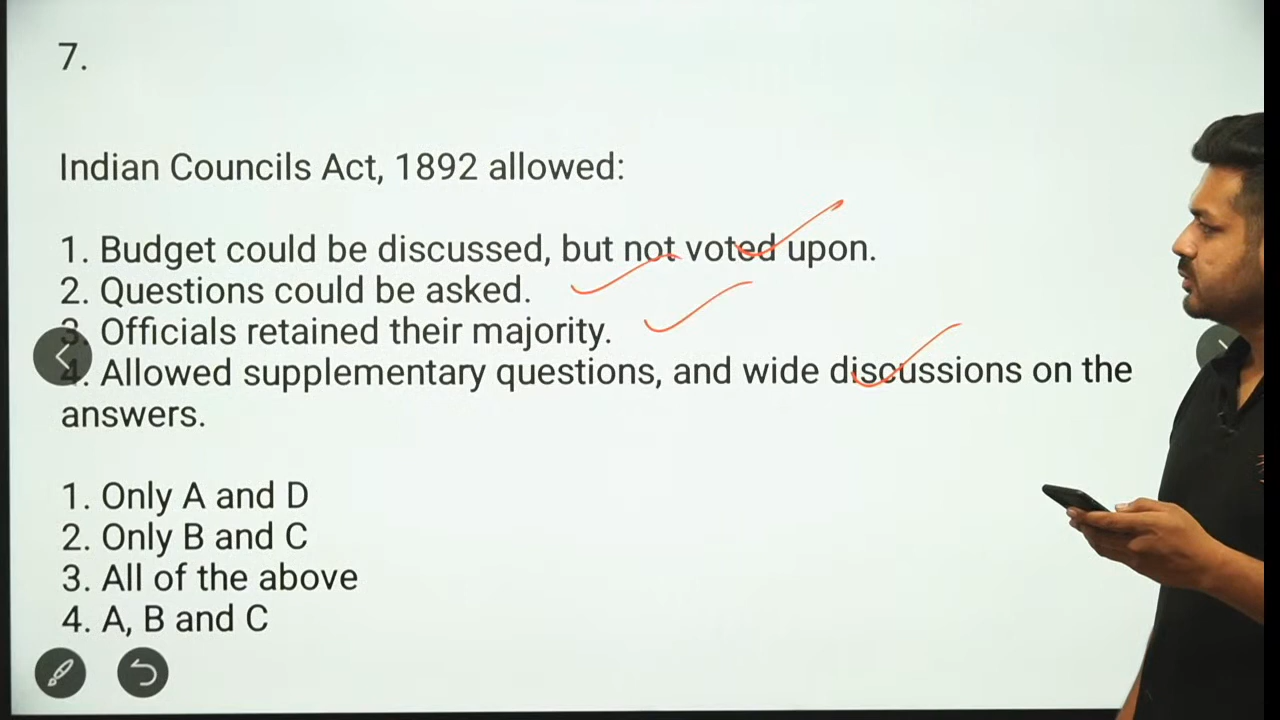 7.
Indian Councils Act, 1892 allowed:
1. Budget could be discussed, but not voted upon.
2. Questions could be asked.
3. Officials retained their majority.
4. Allowed supplementary questions, and wide discussions on the
answers.
1. Only A and D
2. Only B and C
3. All of the above
4. A, B and C